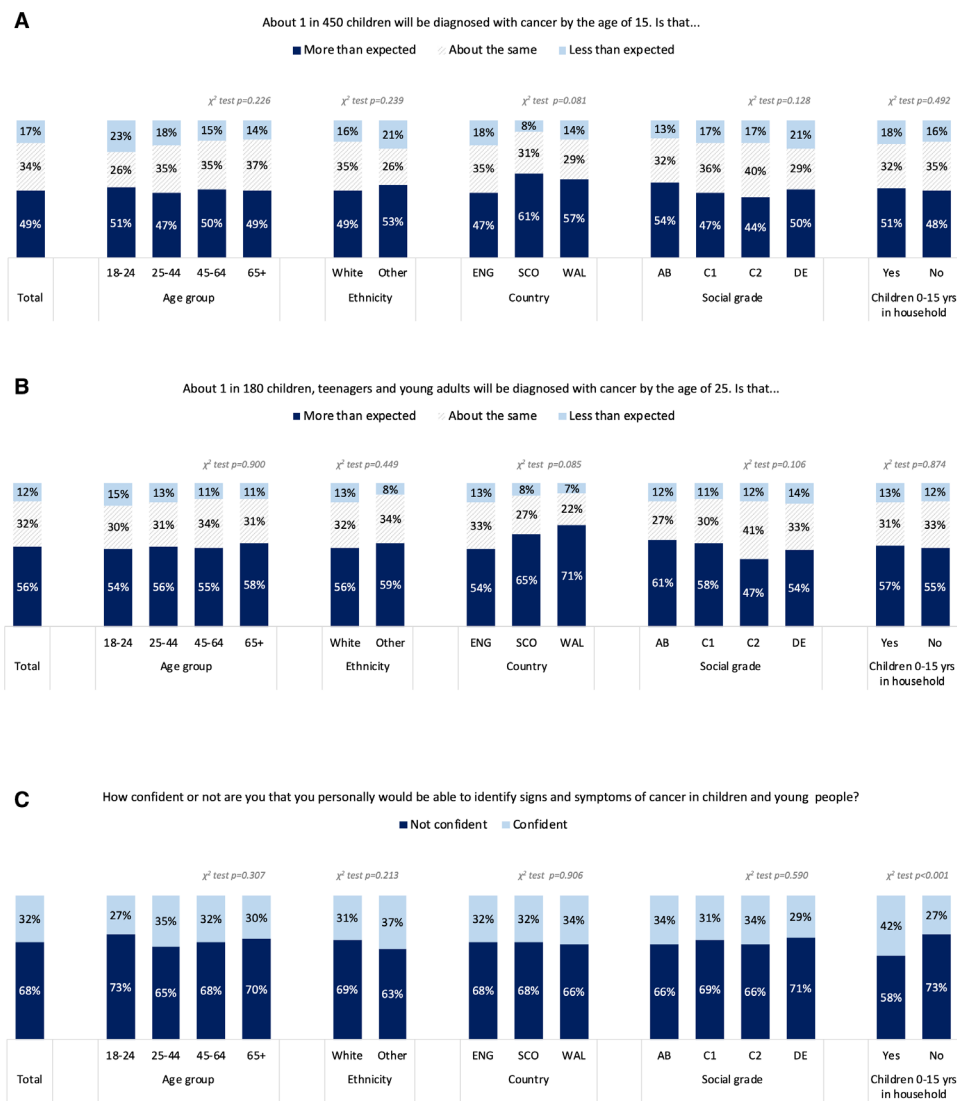 A
About 1 in 450 children will be diagnosed with cancer by the age of 15. Is that...
More than expected About the same Less than expected
χ² test p=0.226 χ² test p=0.239 χ² test p=0.081 χ² test p=0.128 χ² test p=0.492
17% 23% 18% 15% 14% 16% 21% 18% 8% 14% 13% 17% 17% 21% 18% 16%
34% 26% 35% 35% 37% 35% 26% 35% 31% 29% 32% 36% 40% 29% 32% 35%
49% 51% 47% 50% 49% 49% 53% 47% 61% 57% 54% 47% 44% 50% 51% 48%
18-24 25-44 45-64 65+ White Other ENG SCO WAL AB C1 C2 DE Yes No
Total Age group Ethnicity Country Social grade Children 0-15 yrs
in household
B
About 1 in 180 children, teenagers and young adults will be diagnosed with cancer by the age of 25. Is that...
More than expected About the same Less than expected
χ² test p=0.900 χ² test p=0.449 χ² test p=0.085 χ² test p=0.106 χ² test p=0.874
12% 15% 13% 11% 11% 13% 8% 13% 8% 7% 12% 11% 12% 14% 13% 12%
32% 30% 31% 34% 31% 32% 34% 33% 27% 22% 27% 30% 41% 33% 31% 33%
56% 54% 56% 55% 58% 56% 59% 54% 65% 71% 61% 58% 47% 54% 57% 55%
18-24 25-44 45-64 65+ White Other ENG SCO WAL AB C1 C2 DE Yes No
Total Age group Ethnicity Country Social grade Children 0-15 yrs
in household
C
How confident or not are you that you personally would be able to identify signs and symptoms of cancer in children and young people?
Not confident Confident
χ² test p=0.307 χ² test p=0.213 χ² test p=0.906 χ² test p=0.590 χ² test p<0.001
32% 27% 35% 32% 30% 31% 37% 32% 32% 34% 34% 31% 34% 29% 42% 27%
68% 73% 65% 68% 70% 69% 63% 68% 68% 66% 66% 69% 66% 71% 58% 73%
18-24 25-44 45-64 65+ White Other ENG SCO WAL AB C1 C2 DE Yes No
Total Age group Ethnicity Country Social grade Children 0-15 yrs
in household